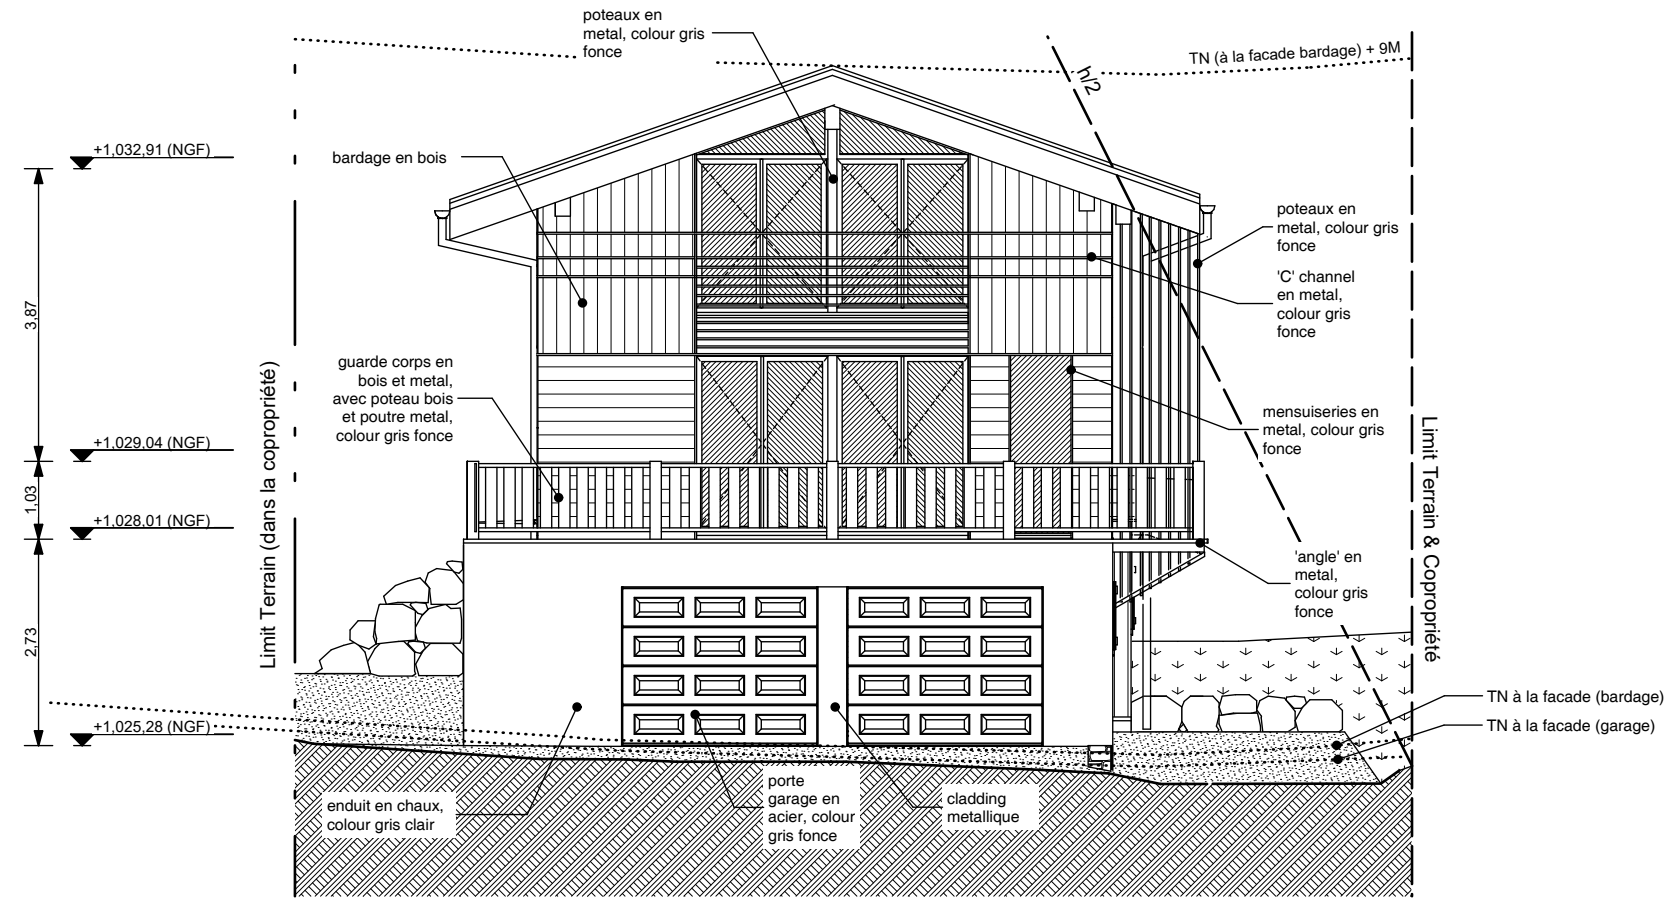 poteaux en
metal, colour gris
fonce
TN (à la facade bardage) + 9M
h/2
+1,032,91 (NGF)
bardage en bois
poteaux en
metal, colour gris
fonce
'C' channel
en metal,
colour gris
fonce
3,87
guarde corps en
bois et metal,
avec poteau bois
et poutre metal,
colour gris fonce
mensuiseries en
metal, colour gris
fonce
+1,029,04 (NGF)
1,03
+1,028,01 (NGF)
Limit Terrain (dans la copropriété)
Limit Terrain & Copropriété
'angle' en
metal,
colour gris
fonce
2,73
TN à la facade (bardage)
TN à la facade (garage)
+1,025,28 (NGF)
enduit en chaux,
colour gris clair
porte
garage en
acier, colour
gris fonce
cladding
metallique